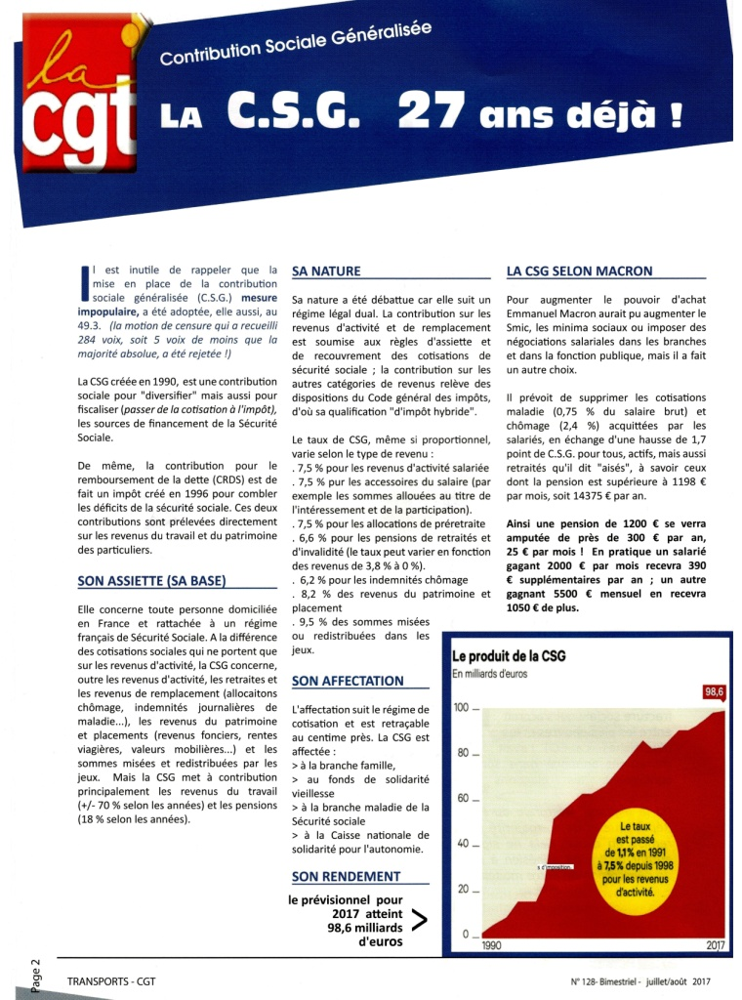 la
cgt
Contribution Sociale Généralisée
LA C.S.G. 27 ans déjà !
Il est inutile de rappeler que la
mise en place de la contribution
sociale généralisée (C.S.G.) mesure
impopulaire, a été adoptée, elle aussi, au
49.3. (la motion de censure qui a recueilli
284 voix, soit 5 voix de moins que la
majorité absolue, a été rejetée !)
La CSG créée en 1990, est une contribution
sociale pour "diversifier" mais aussi pour
fiscaliser (passer de la cotisation à l'impôt),
les sources de financement de la Sécurité
Sociale.
De même, la contribution pour le
remboursement de la dette (CRDS) est de
fait un impôt créé en 1996 pour combler
les déficits de la sécurité sociale. Ces deux
contributions sont prélevées directement
sur les revenus du travail et du patrimoine
des particuliers.
SON ASSIETTE (SA BASE)
Elle concerne toute personne domiciliée
en France et rattachée à un régime
français de Sécurité Sociale. A la différence
des cotisations sociales qui ne portent que
sur les revenus d'activité, la CSG concerne,
outre les revenus d'activité, les retraites et
les revenus de remplacement (allocaitons
chômage, indemnités journalières de
maladie...), les revenus du patrimoine
et placements (revenus fonciers, rentes
viagières, valeurs mobilières...) et les
sommes misées et redistribuées par les
jeux. Mais la CSG met à contribution
principalement les revenus du travail
(+/- 70 % selon les années) et les pensions
(18 % selon les années).
SA NATURE
Sa nature a été débattue car elle suit un
régime légal dual. La contribution sur les
revenus d'activité et de remplacement
est soumise aux règles d'assiette et
de recouvrement des cotisations de
sécurité sociale ; la contribution sur les
autres catégories de revenus relève des
dispositions du Code général des impôts,
d'où sa qualification "d'impôt hybride".
Le taux de CSG, même si proportionnel,
varie selon le type de revenu :
. 7,5 % pour les revenus d'activité salariée
. 7,5 % pur les accessoires du salaire (par
exemple les sommes allouées au titre de
l'intéressement et de la participation).
. 7,5 % pour les allocations de préretraite
. 6,6 % pour les pensions de retraités et
d'invalidité (le taux peut varier en fonction
des revenus de 3,8 % à 0 %).
. 6,2 % pour les indemnités chômage
. 8,2 % des revenus du patrimoine et
placement
. 9,5 % des sommes misées
ou redistribuées dans les
jeux.
SON AFFECTATION
L'affectation suit le régime de
cotisation et est retraçable
au centime près. La CSG est
affectée :
> à la branche famille,
> au fonds de solidarité
vieillesse
> à la branche maladie de la
Sécurité sociale
> à la Caisse nationale de
solidarité pour l'autonomie.
SON RENDEMENT
le prévisionnel pour
2017 atteint
98,6 milliards
d'euros
>
LA CSG SELON MACRON
Pour augmenter le pouvoir d'achat
Emmanuel Macron aurait pu augmenter le
Smic, les minima sociaux ou imposer des
négociations salariales dans les branches
et dans la fonction publique, mais il a fait
un autre choix.
Il prévoit de supprimer les cotisations
maladie (0,75 % du salaire brut) et
chômage (2,4 %) acquittées par les
salariés, en échange d'une hausse de 1,7
point de C.S.G. pour tous, actifs, mais aussi
retraités qu'il dit "aisés", à savoir ceux
dont la pension est supérieure à 1198 €
par mois, soit 14375 € par an.
Ainsi une pension de 1200 € se verra
amputée de près de 300 € par an,
25 € par mois ! En pratique un salarié
gagant 2000 € par mois recevra 390
€ supplémentaires par an ; un autre
gagnant 5500 € mensuel en recevra
1050 € de plus.
Le produit de la CSG
En milliards d'euros
98,6
100
80
60
40
20
0
1990
2017
s d'imposition.
Le taux
est passé
de 1,1% en 1991
à 7,5% depuis 1998
pour les revenus
d'activité.
Page 2
TRANSPORTS - CGT
N° 128- Bimestriel - juillet/août 2017